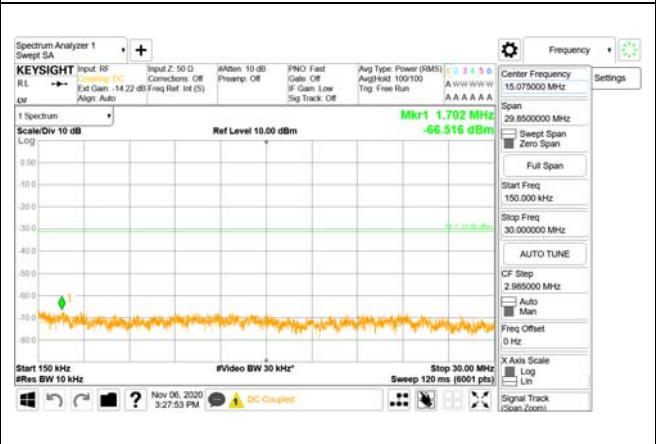 Spectrum Analyzer 1
Swept SA
+
Frequency
KEYSIGHT
RL
Input: RF
Coupling: DC
Ext Gain: -14.22 dB
Align: Auto
Input Z: 50 Ω
Corrections: Off
Freq Ref: Int (S)
#Atten: 10 dB
Preamp: Off
PNO: Fast
Gate: Off
IF Gain: Low
Sig Track: Off
Avg Type: Power (RMS)
Avg|Hold: 100/100
Trig: Free Run
1 2 3 4 5 6
A W W W W W
A A A A A A
1 Spectrum
Scale/Div 10 dB
Ref Level 10.00 dBm
Mkr1 1.702 MHz
-66.516 dBm
Log
0.00
-10.0
-20.0
-30.0
-40.0
-50.0
-60.0
-70.0
-80.0
1
Start 150 kHz
#Res BW 10 kHz
#Video BW 30 kHz*
Stop 30.00 MHz
Sweep 120 ms (6001 pts)
?
Nov 06, 2020
3:27:53 PM
1
DC Coupled
Center Frequency
15.075000 MHz
Settings
Span
29.8500000 MHz
Swept Span
Zero Span
Full Span
Start Freq
150.000 kHz
Stop Freq
30.000000 MHz
AUTO TUNE
CF Step
2.985000 MHz
Auto
Man
Freq Offset
0 Hz
X Axis Scale
Log
Lin
Signal Track
(Span Zoom)